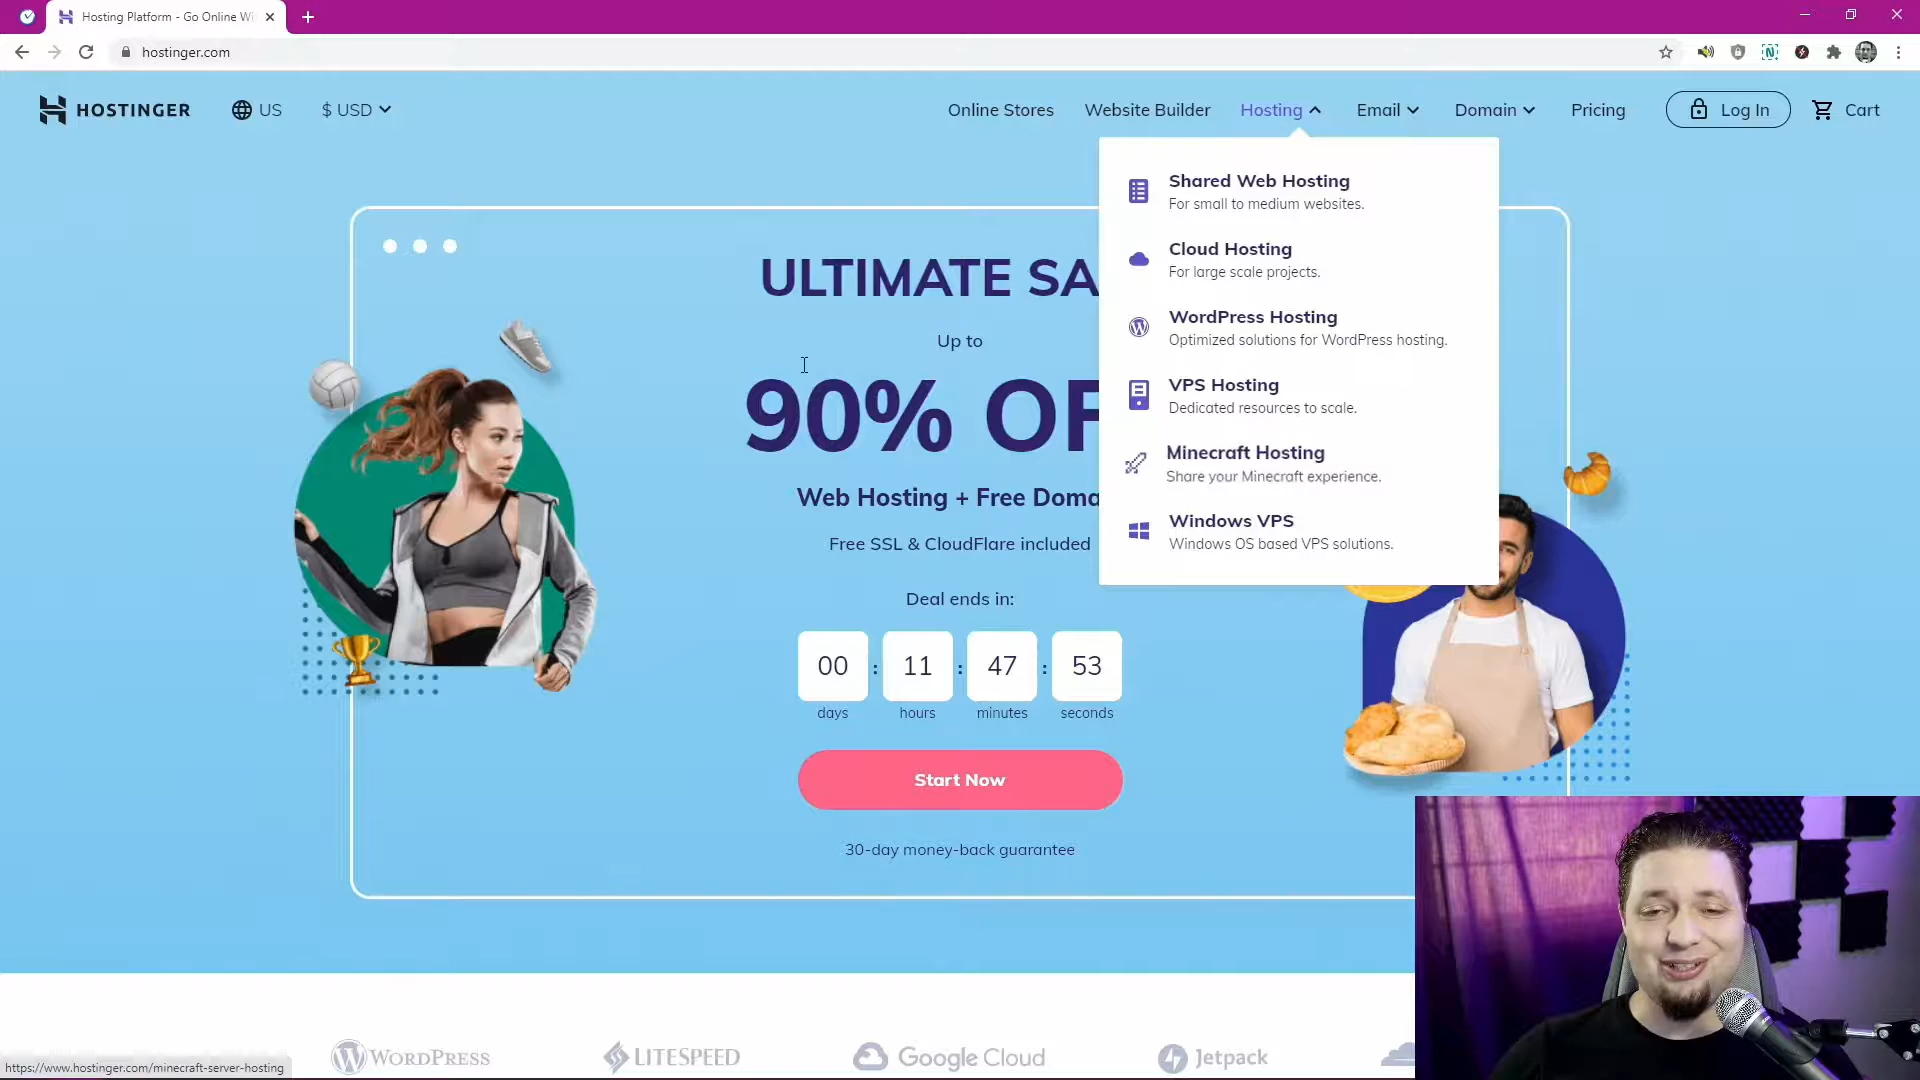 Hosting Platform - Go Online Wi
hostinger.com
HOSTINGER
US
$ USD
Online Stores
Website Builder
Hosting
Email
Domain
Pricing
Log In
Cart
Shared Web Hosting
For small to medium websites.
Cloud Hosting
For large scale projects.
WordPress Hosting
Optimized solutions for WordPress hosting.
VPS Hosting
Dedicated resources to scale.
Minecraft Hosting
Share your Minecraft experience.
Windows VPS
Windows OS based VPS solutions.
ULTIMATE SA
Up to
90% OF
Web Hosting + Free Doma
Free SSL & CloudFlare included
Deal ends in:
00 : 11 : 47 : 53
days hours minutes seconds
Start Now
30-day money-back guarantee
WORDPRESS
LITESPEED
Google Cloud
Jetpack
https://www.hostinger.com/minecraft-server-hosting